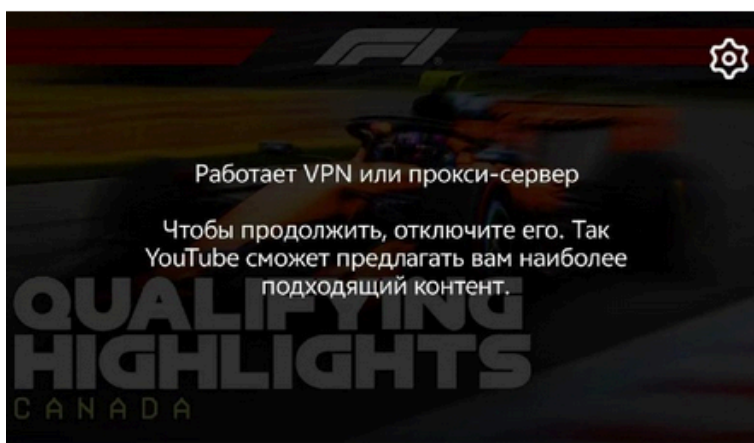 F1
Работает VPN или прокси-сервер
Чтобы продолжить, отключите его. Так
YouTube сможет предлагать вам наиболее
подходящий контент.
QUALIFYING
HIGHLIGHTS
CANADA